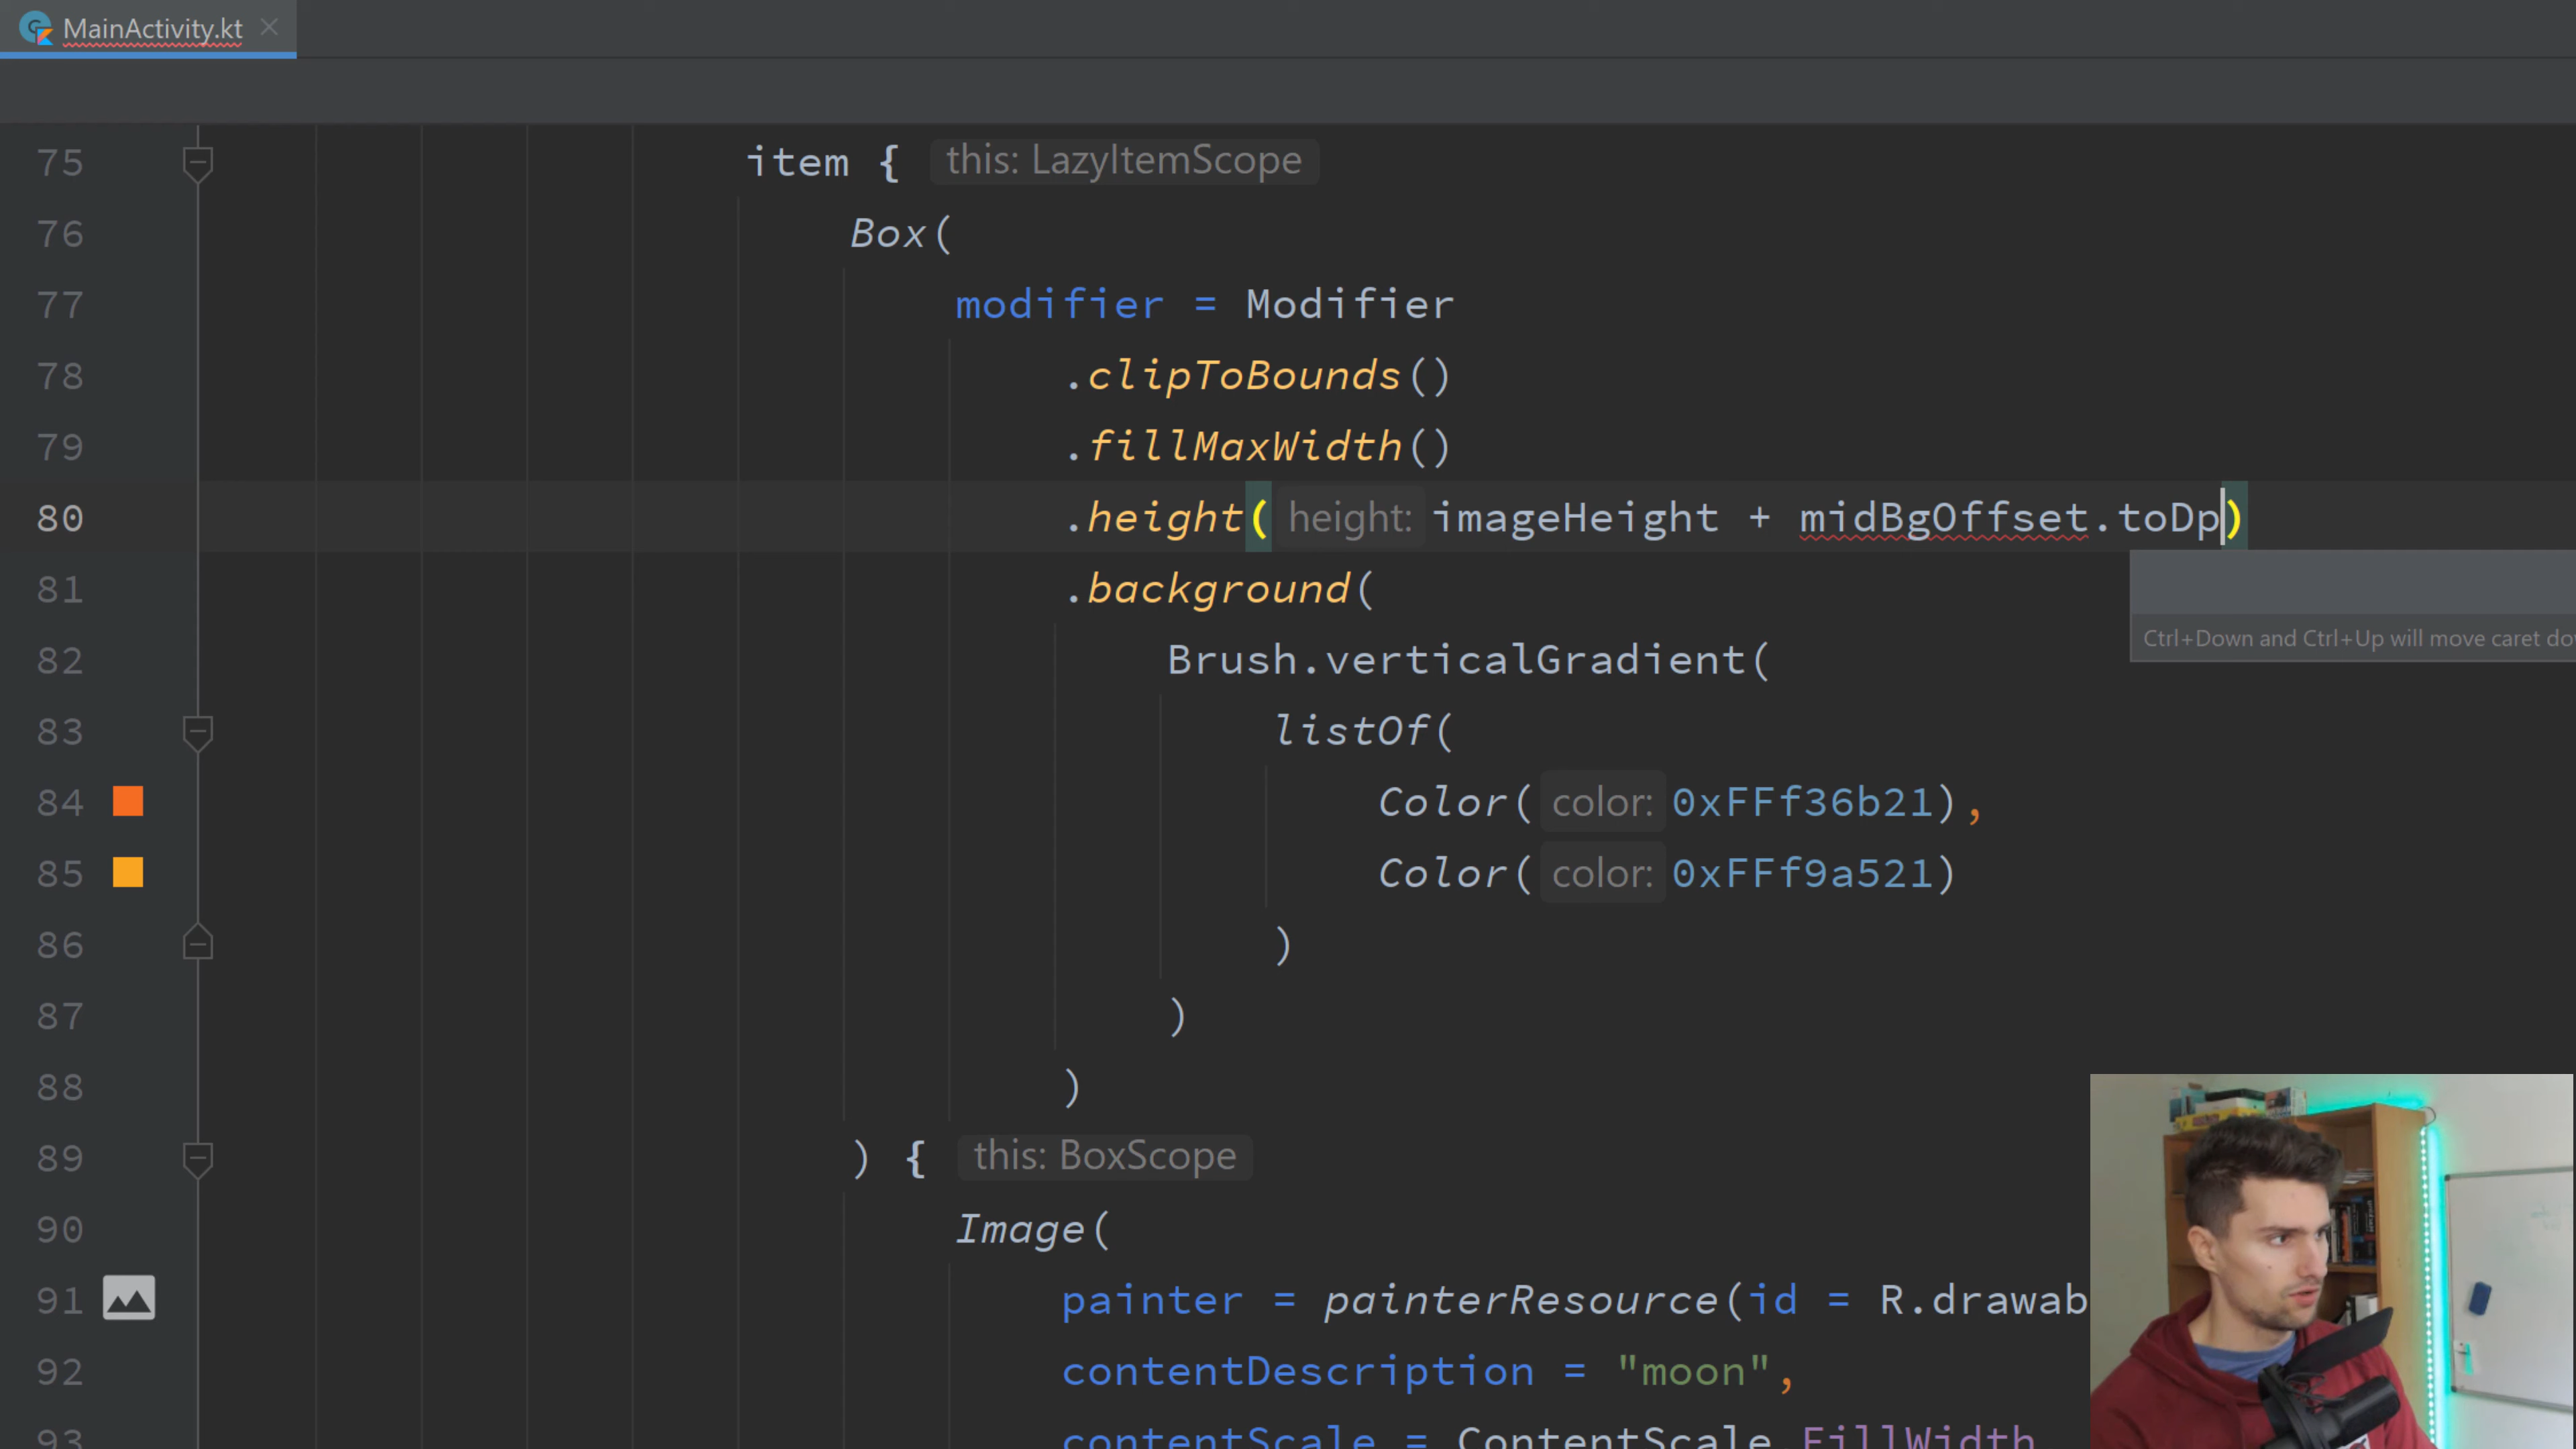 MainActivity.kt
75 item { this: LazyItemScope
76 Box(
77 modifier = Modifier
78 .clipToBounds()
79 .fillMaxWidth()
80 .height( height: imageHeight + midBgOffset.toDp)
81 .background(
Ctrl+Down and Ctrl+Up will move caret do
82 Brush.verticalGradient(
83 listOf(
84 Color( color: 0xFFf36b21),
85 Color( color: 0xFFf9a521)
86 )
87 )
88 )
89 ) { this: BoxScope
90 Image(
91 painter = painterResource(id = R.drawab
92 contentDescription = "moon",
93 contentScale = ContentScale.FillWidth